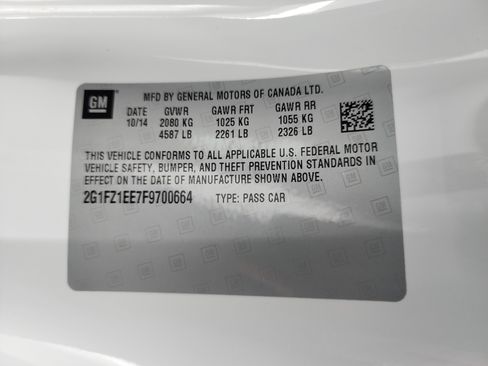 GM
MFD BY GENERAL MOTORS OF CANADA LTD.
DATE GVWR GAWR FRT GAWR RR
10/14 2080 KG 1025 KG 1055 KG
4587 LB 2261 LB 2326 LB
THIS VEHICLE CONFORMS TO ALL APPLICABLE U.S. FEDERAL MOTOR
VEHICLE SAFETY, BUMPER, AND THEFT PREVENTION STANDARDS IN
EFFECT ON THE DATE OF MANUFACTURE SHOWN ABOVE.
2G1FZ1EE7F9700664 TYPE: PASS CAR